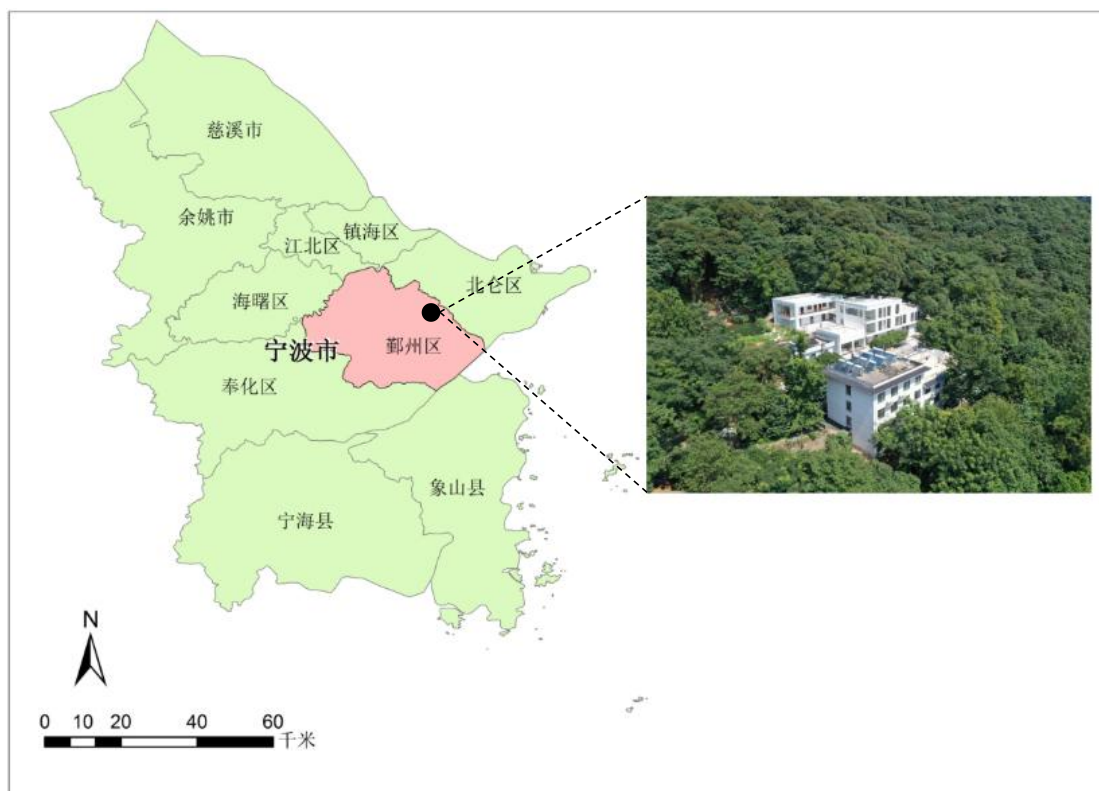 慈溪市
余姚市
镇海区
江北区
北仑区
海曙区
宁波市
鄞州区
奉化区
象山县
宁海县
N
0 10 20 40 60
千米